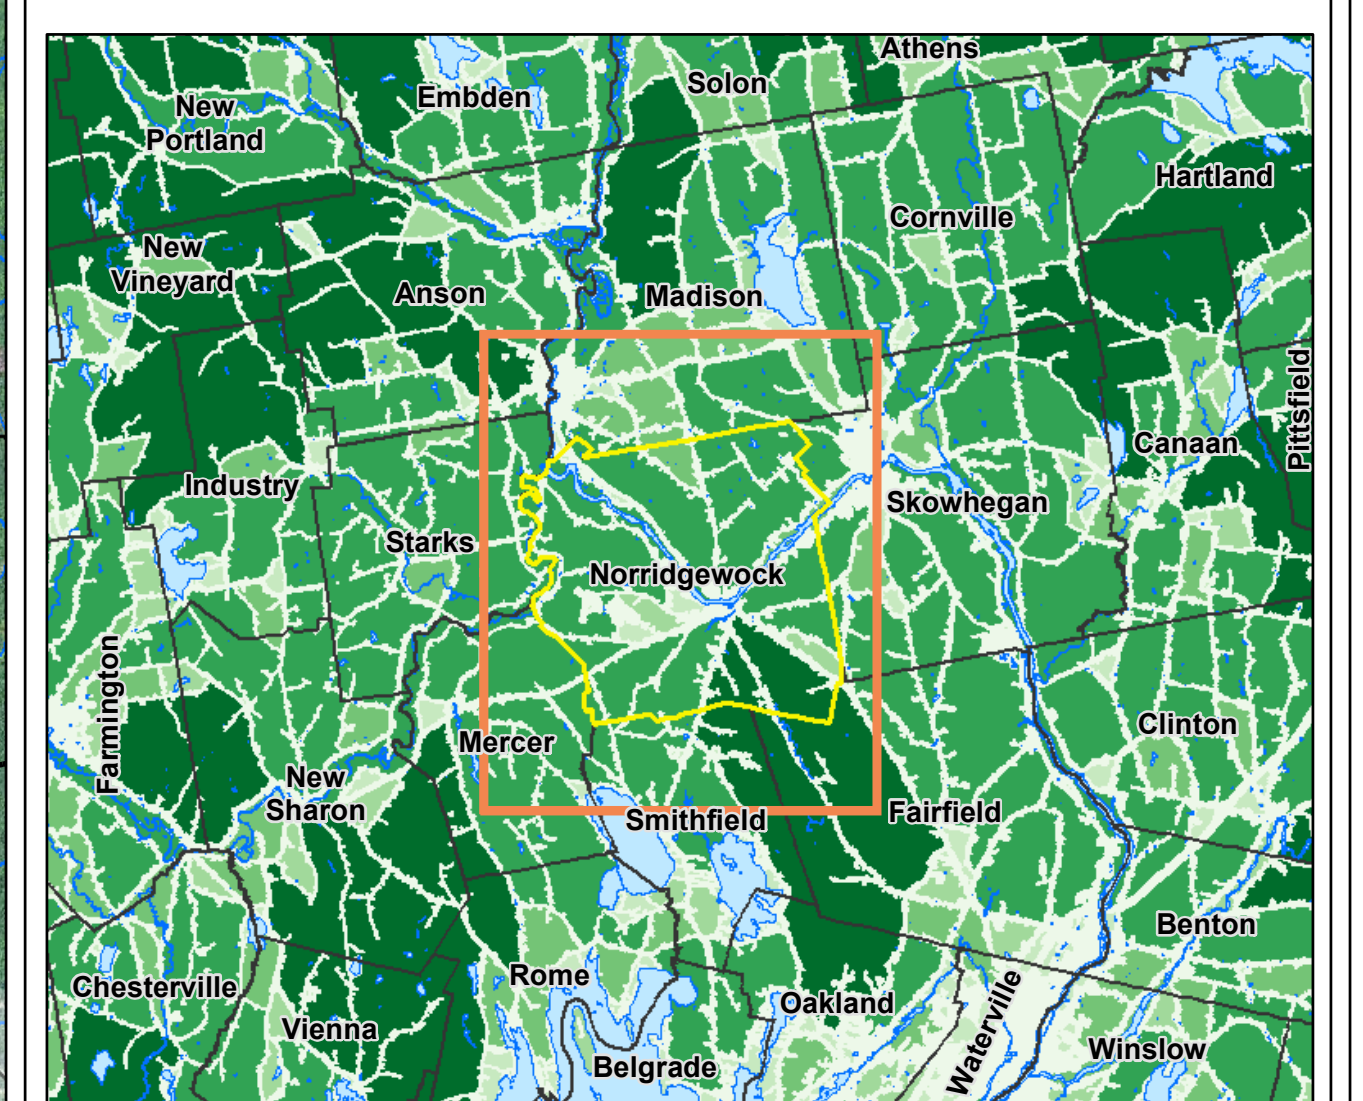 Athens
Solon
Embden
New
Portland
Hartland
Cornville
New
Vineyard
Anson
Madison
Pittsfield
Canaan
Industry
Skowhegan
Starks
Norridgewock
Farmington
Clinton
Mercer
New
Sharon
Smithfield
Fairfield
Benton
Rome
Chesterville
Oakland
Waterville
Vienna
Winslow
Belgrade